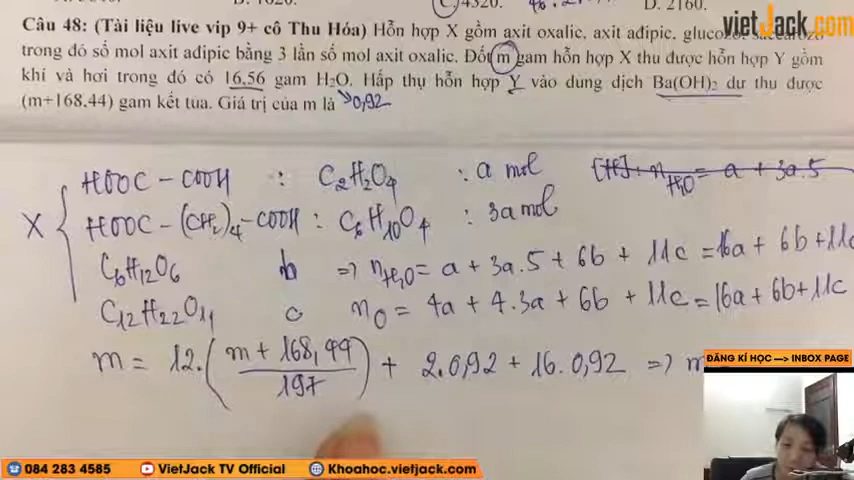 D. 2160.
C 4320.
vietJack.com
Câu 48: (Tài liệu live vip 9+ cô Thu Hóa) Hỗn hợp X gồm axit oxalic, axit ađipic, glucozơ, saccarozơ
trong đó số mol axit ađipic bằng 3 lần số mol axit oxalic. Đốt m gam hỗn hợp X thu được hỗn hợp Y gồm
khí và hơi trong đó có 16,56 gam H₂O. Hấp thụ hỗn hợp Y vào dung dịch Ba(OH)₂ dư thu được
(m+168.44) gam kết tủa. Giá trị của m là 0,92
HOOC - COOH : C₂H₂O₄ : a mol [H]: nH₂O = a + 3a.5
X HOOC - (CH₂)₄ - COOH : C₆H₁₀O₄ : 3a mol
C₆H₁₂O₆ b => nH₂O = a + 3a.5 + 6b + 11c = 16a + 6b + 11c
C₁₂H₂₂O₁₁ c nO = 4a + 4.3a + 6b + 11c = 16a + 6b + 11c
m = 12.(m + 168,44 / 197) + 2.0,92 + 16.0,92 => m
ĐĂNG KÍ HỌC —> INBOX PAGE
084 283 4585 VietJack TV Official Khoahoc.vietjack.com